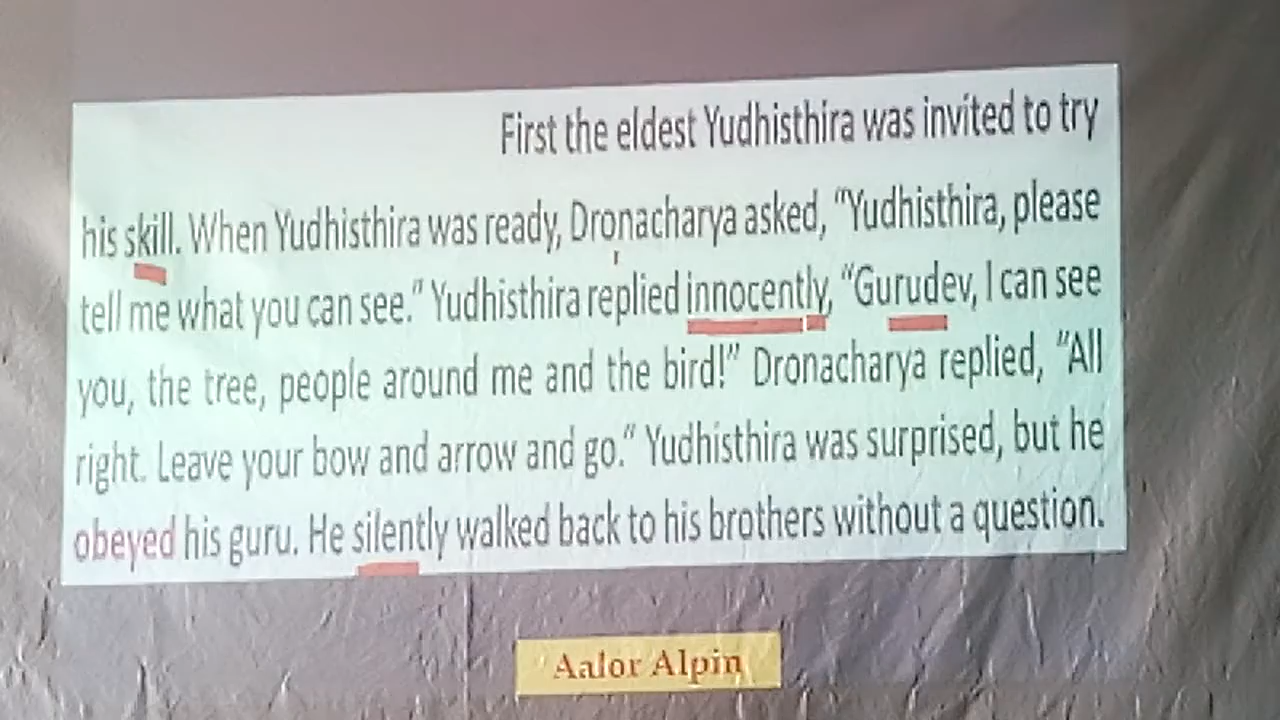 First the eldest Yudhisthira was invited to try
his skill. When Yudhisthira was ready, Dronacharya asked, “Yudhisthira, please
tell me what you can see.” Yudhisthira replied innocently, “Gurudev, I can see
you, the tree, people around me and the bird!” Dronacharya replied, “All
right. Leave your bow and arrow and go.” Yudhisthira was surprised, but he
obeyed his guru. He silently walked back to his brothers without a question.
Aalor Alpin